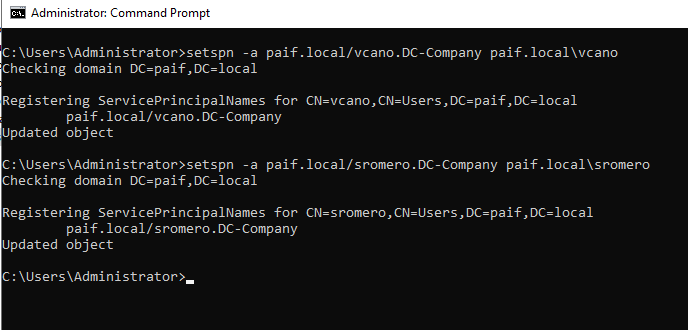 Administrator: Command Prompt
C:\Users\Administrator>setspn -a paif.local/vcano.DC-Company paif.local\vcano
Checking domain DC=paif,DC=local
Registering ServicePrincipalNames for CN=vcano,CN=Users,DC=paif,DC=local
        paif.local/vcano.DC-Company
Updated object
C:\Users\Administrator>setspn -a paif.local/sromero.DC-Company paif.local\sromero
Checking domain DC=paif,DC=local
Registering ServicePrincipalNames for CN=sromero,CN=Users,DC=paif,DC=local
        paif.local/sromero.DC-Company
Updated object
C:\Users\Administrator>